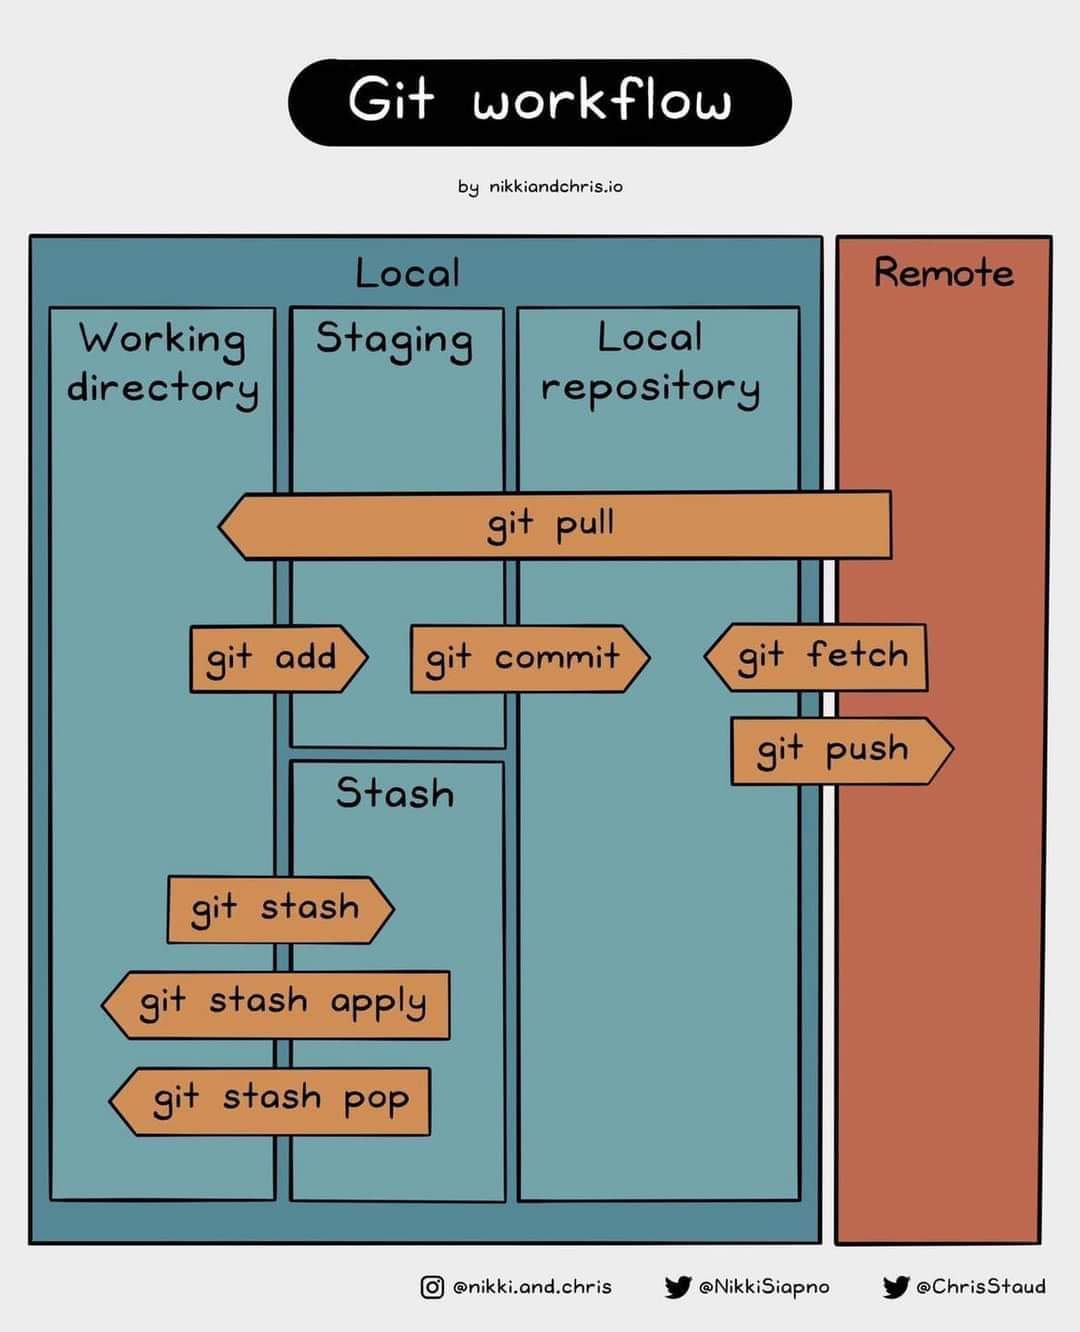 Git workflow
by nikkiandchris.io
Local
Remote
Working
directory
Staging
Local
repository
git pull
git add
git commit
git fetch
git push
Stash
git stash
git stash apply
git stash pop
@nikki.and.chris
@NikkiSiapno
@ChrisStaud